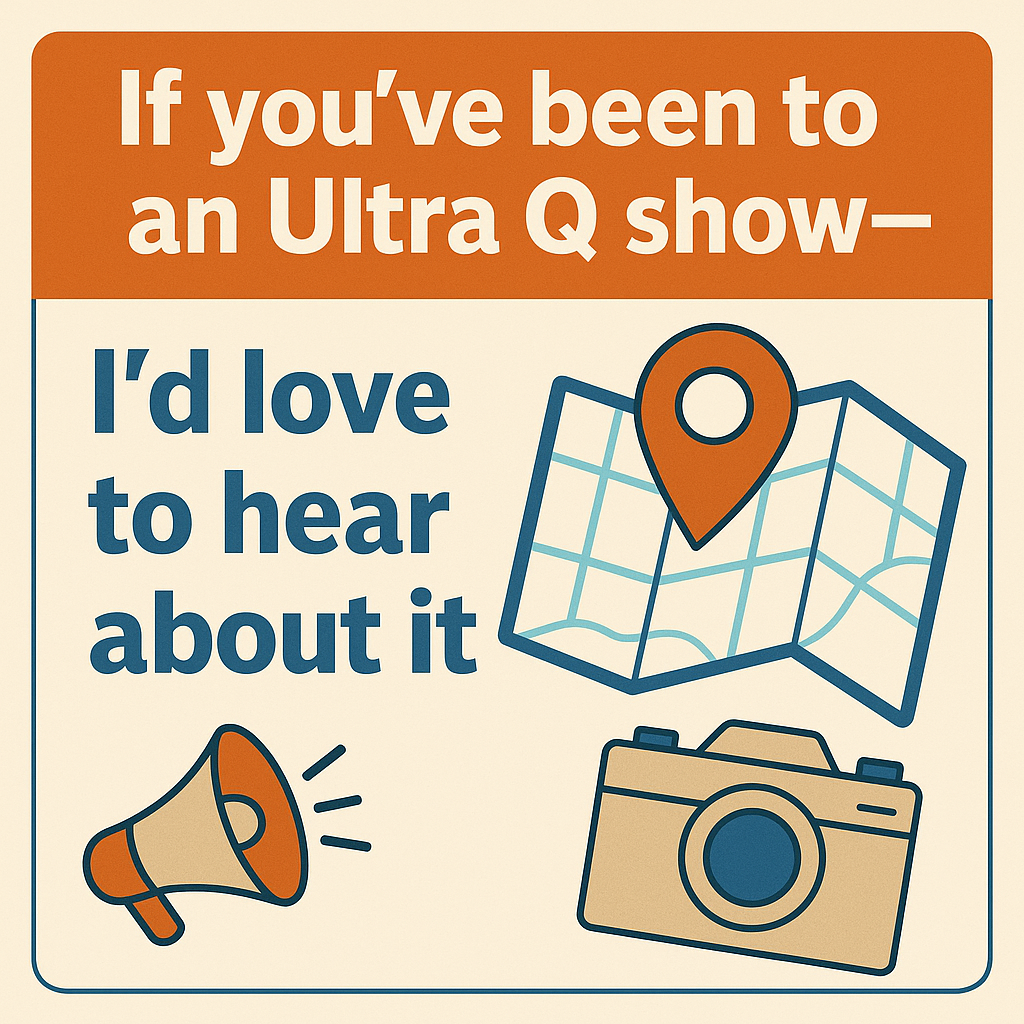 If you've been to
an Ultra Q show—
I'd love
to hear
about it